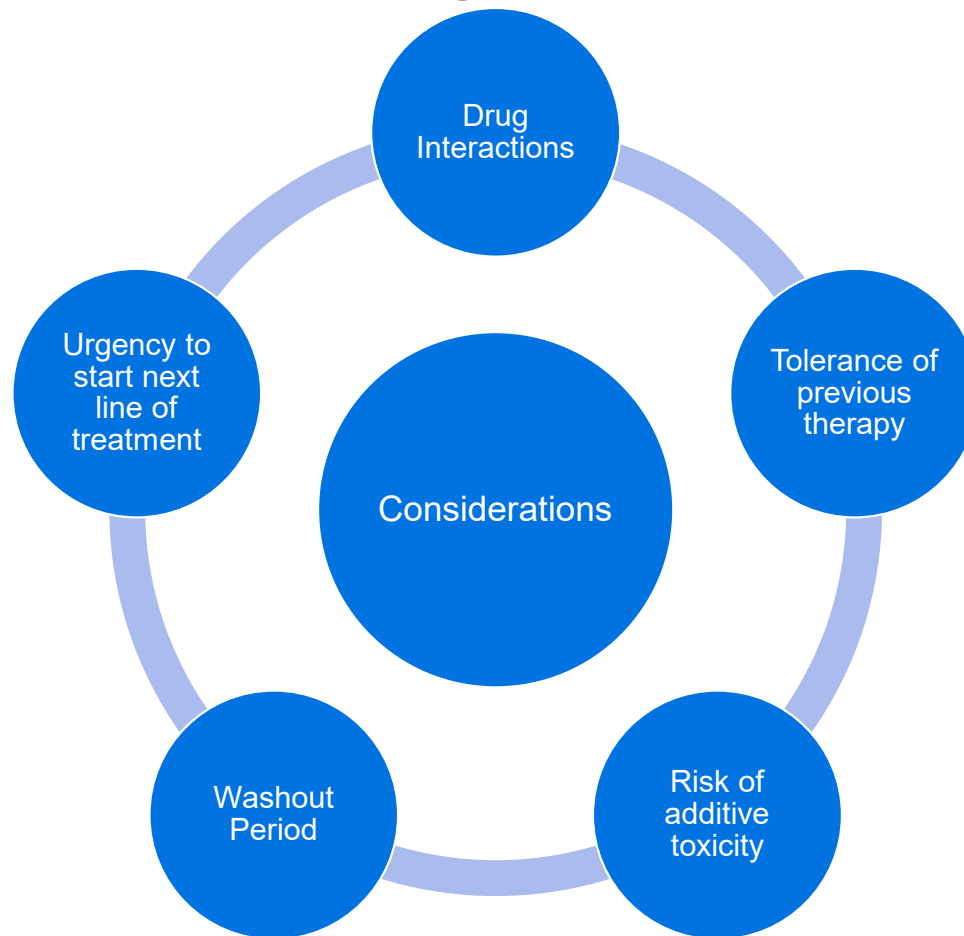 Drug
Interactions
Tolerance of
previous
therapy
Risk of
additive
toxicity
Washout
Period
Urgency to
start next
line of
treatment
Considerations